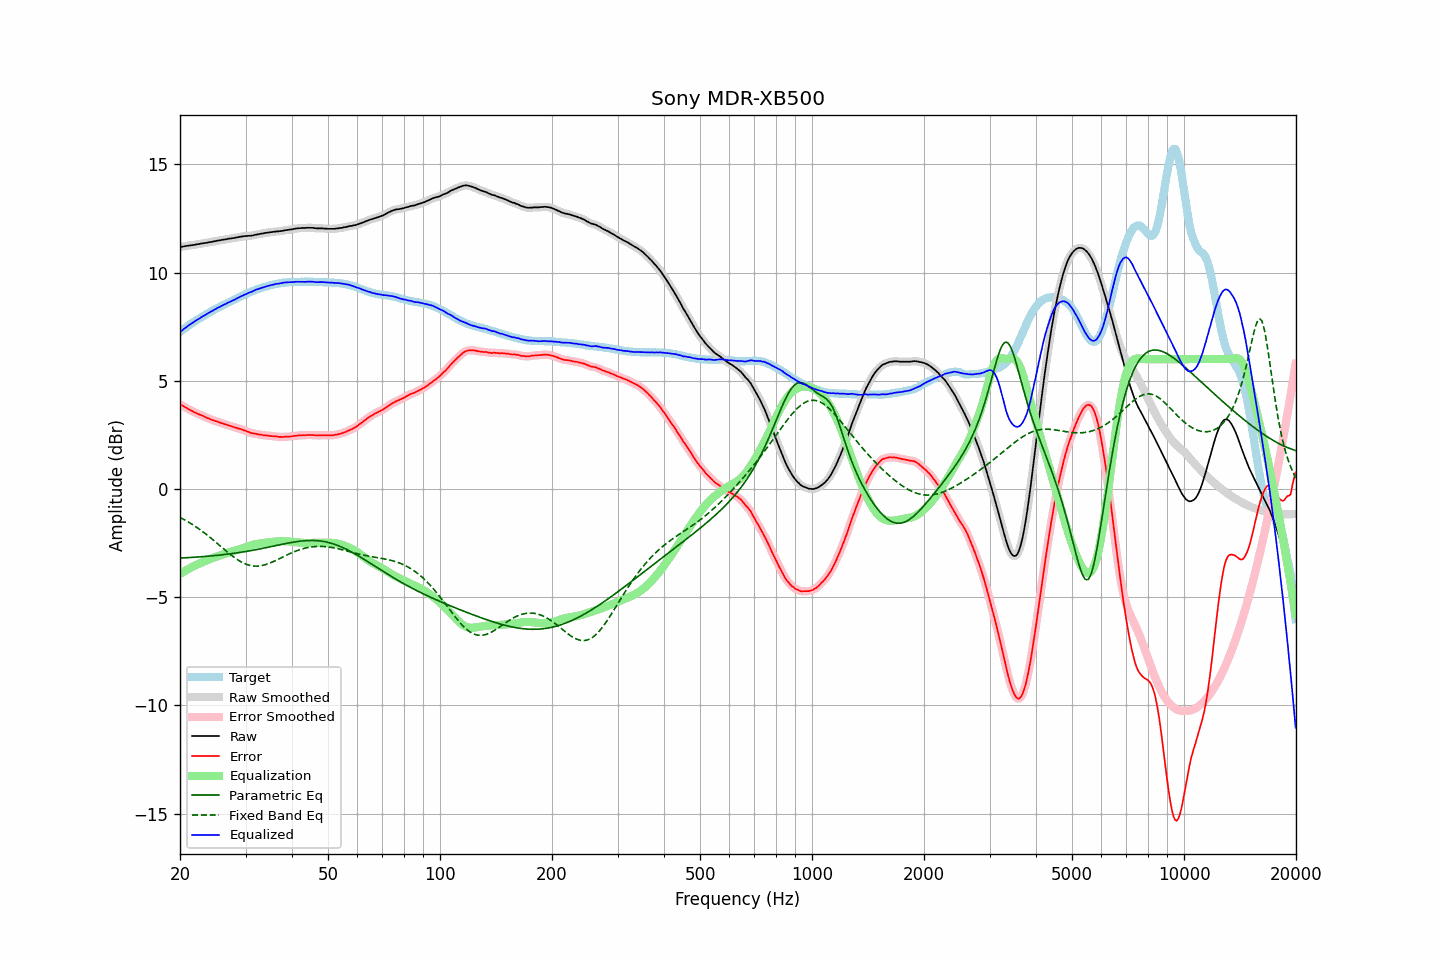 Sony MDR-XB500
Amplitude (dBr)
15
10
5
0
−5
−10
−15
Target
Raw Smoothed
Error Smoothed
Raw
Error
Equalization
Parametric Eq
Fixed Band Eq
Equalized
20 50 100 200 500 1000 2000 5000 10000 20000
Frequency (Hz)